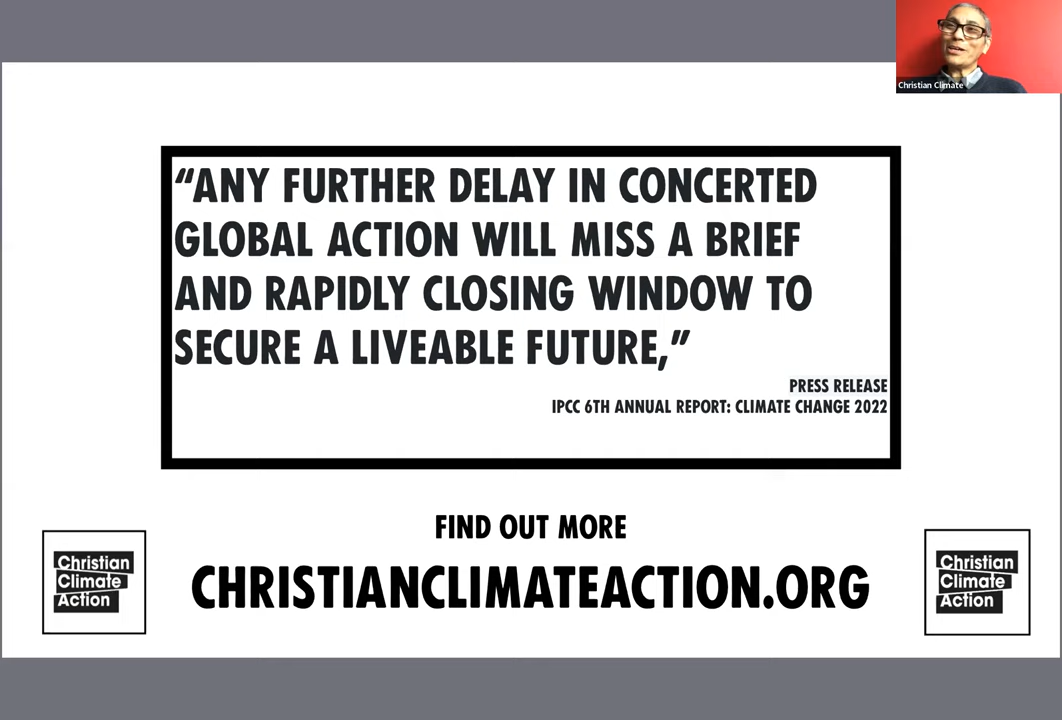 Christian Climate
“ANY FURTHER DELAY IN CONCERTED
GLOBAL ACTION WILL MISS A BRIEF
AND RAPIDLY CLOSING WINDOW TO
SECURE A LIVEABLE FUTURE,”
PRESS RELEASE
IPCC 6TH ANNUAL REPORT: CLIMATE CHANGE 2022
FIND OUT MORE
CHRISTIANCLIMATEACTION.ORG
Christian
Climate
Action
Christian
Climate
Action